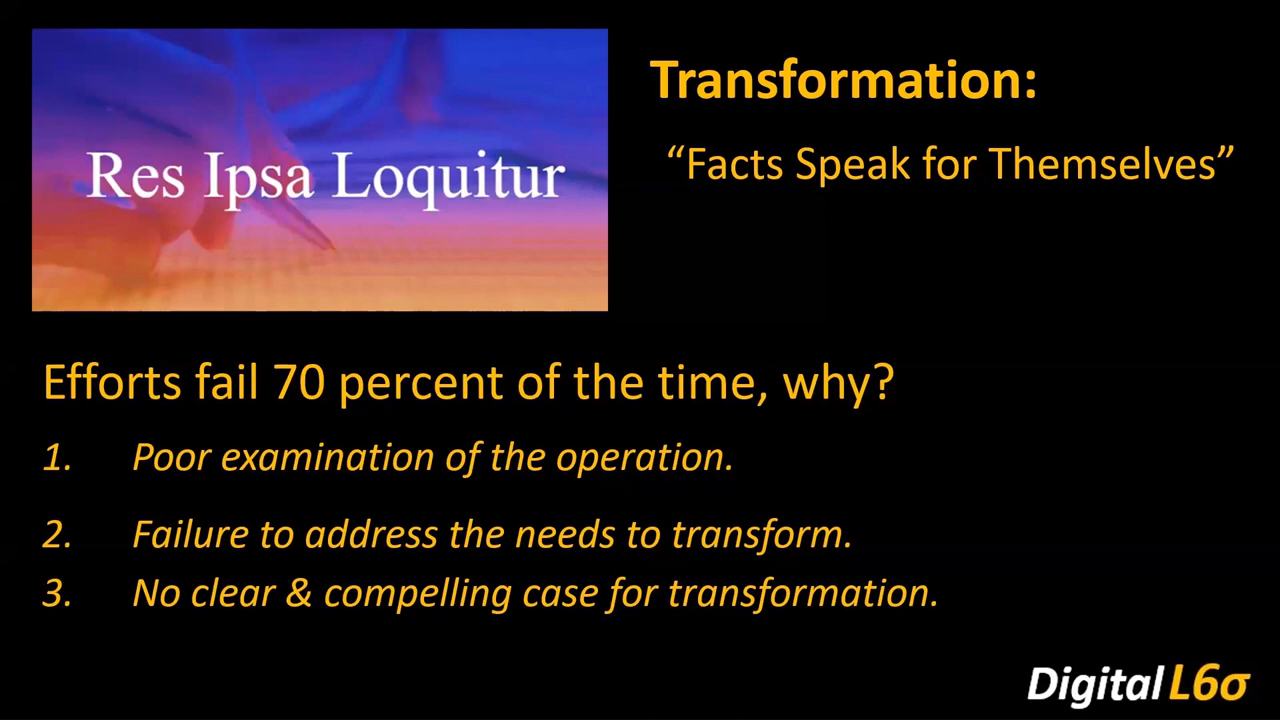 Res Ipsa Loquitur
Transformation:
“Facts Speak for Themselves”
Efforts fail 70 percent of the time, why?
1. Poor examination of the operation.
2. Failure to address the needs to transform.
3. No clear & compelling case for transformation.
Digital L6σ